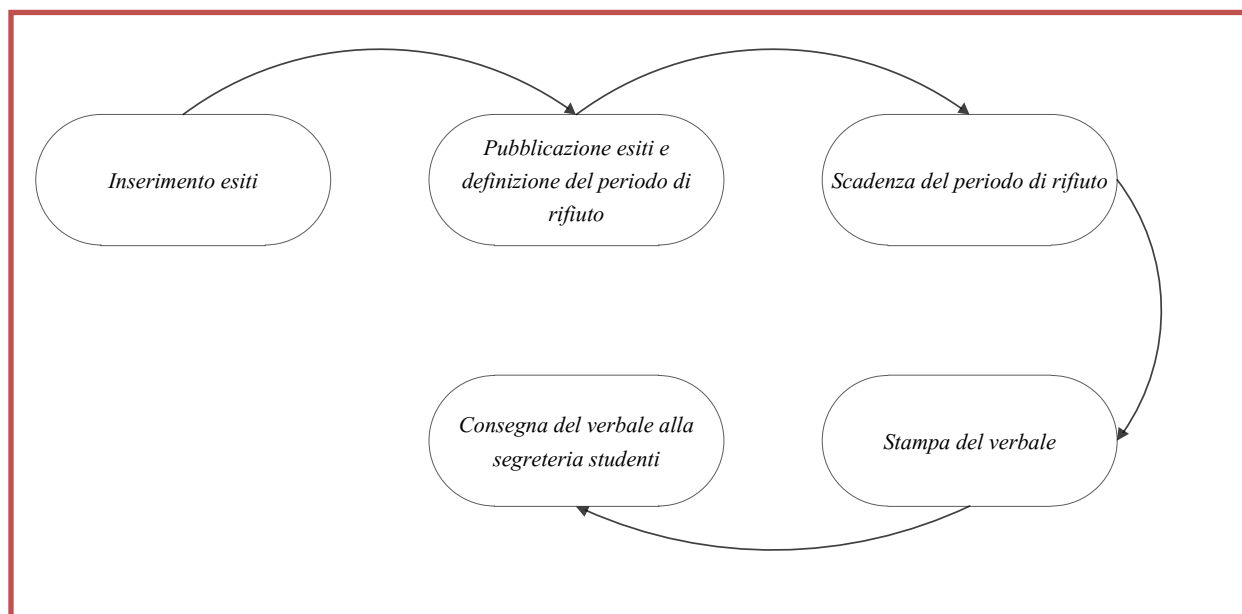 Inserimento esiti
Pubblicazione esiti e
definizione del periodo di
rifiuto
Scadenza del periodo di rifiuto
Consegna del verbale alla
segreteria studenti
Stampa del verbale